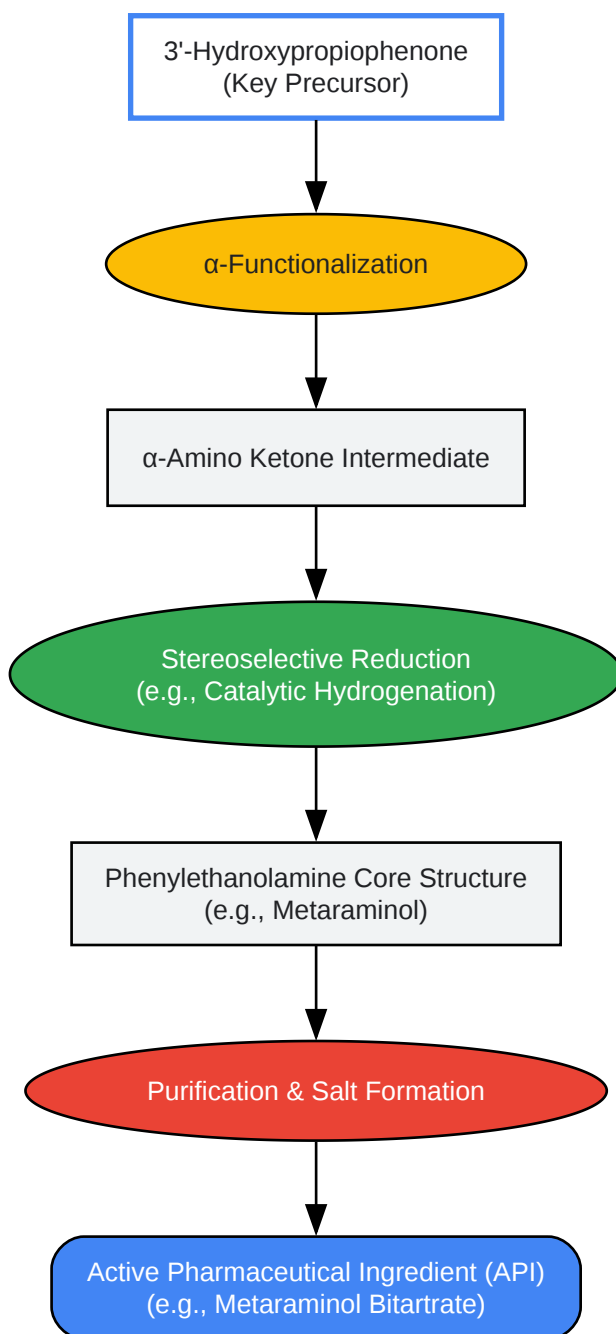 3'-Hydroxypropiophenone
(Key Precursor)
α-Functionalization
α-Amino Ketone Intermediate
Stereoselective Reduction
(e.g., Catalytic Hydrogenation)
Phenylethanolamine Core Structure
(e.g., Metaraminol)
Purification & Salt Formation
Active Pharmaceutical Ingredient (API)
(e.g., Metaraminol Bitartrate)